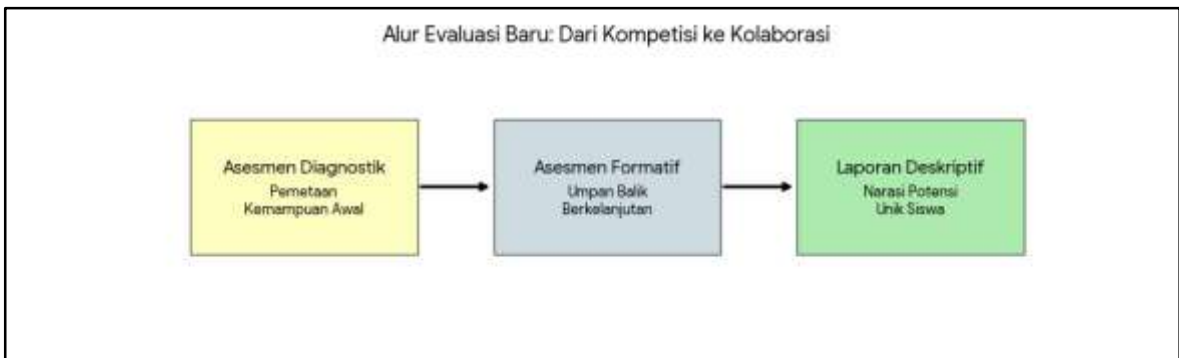 Alur Evaluasi Baru: Dari Kompetisi ke Kolaborasi
Asesmen Diagnostik
Pemetaan
Kemampuan Awal
Asesmen Formatif
Umpan Balik
Berkelanjutan
Laporan Deskriptif
Narasi Potensi
Unik Siswa